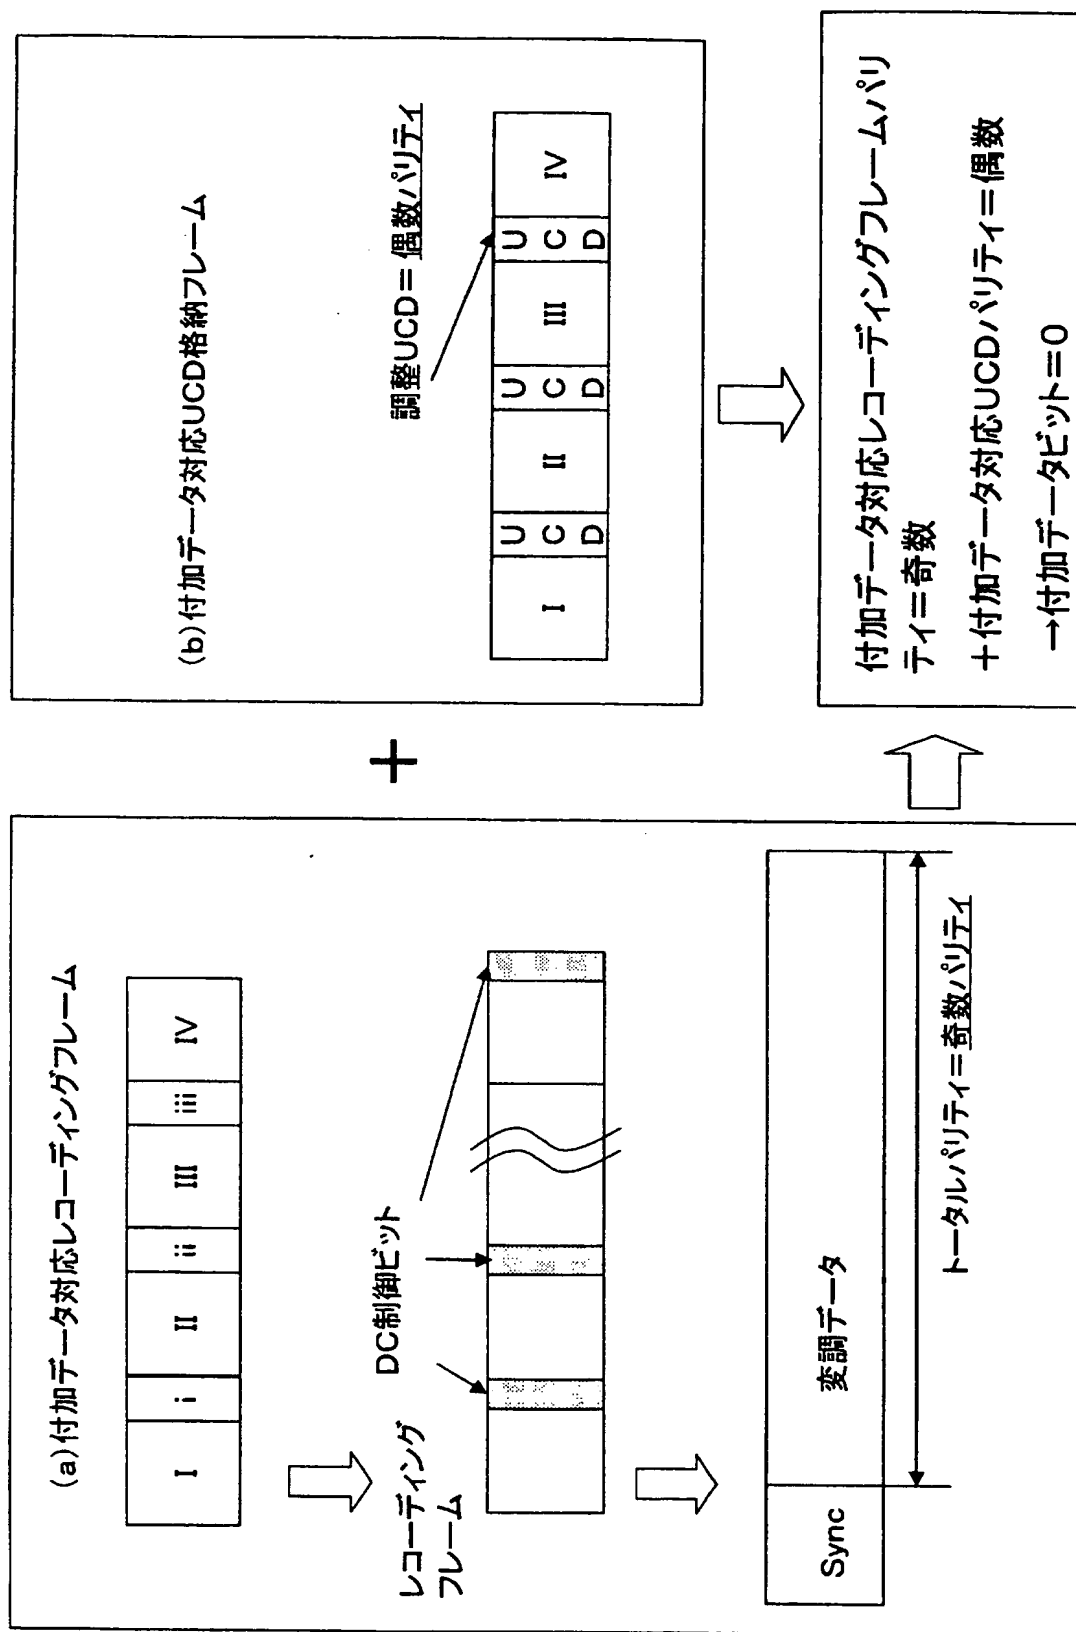 (a)付加データ対応レコーディングフレーム
I i II ii III iii IV
レコーディング
フレーム
DC制御ビット
Sync 変調データ
トータルパリティ=奇数パリティ
+
(b)付加データ対応UCD格納フレーム
調整UCD=偶数パリティ
I UCD II UCD III UCD IV
付加データ対応レコーディングフレームパリ
ティ=奇数
+付加データ対応UCDパリティ=偶数
→付加データビット=0